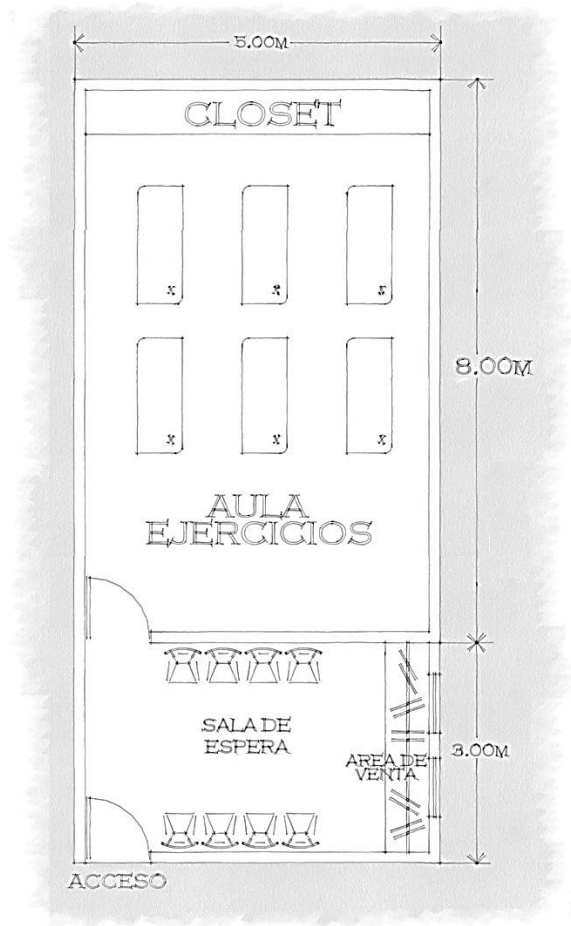 5.00M
CLOSET
X X X
8.00M
X X X
AULA
EJERCICIOS
SALA DE
ESPERA
AREA DE
VENTA
3.00M
ACCESO